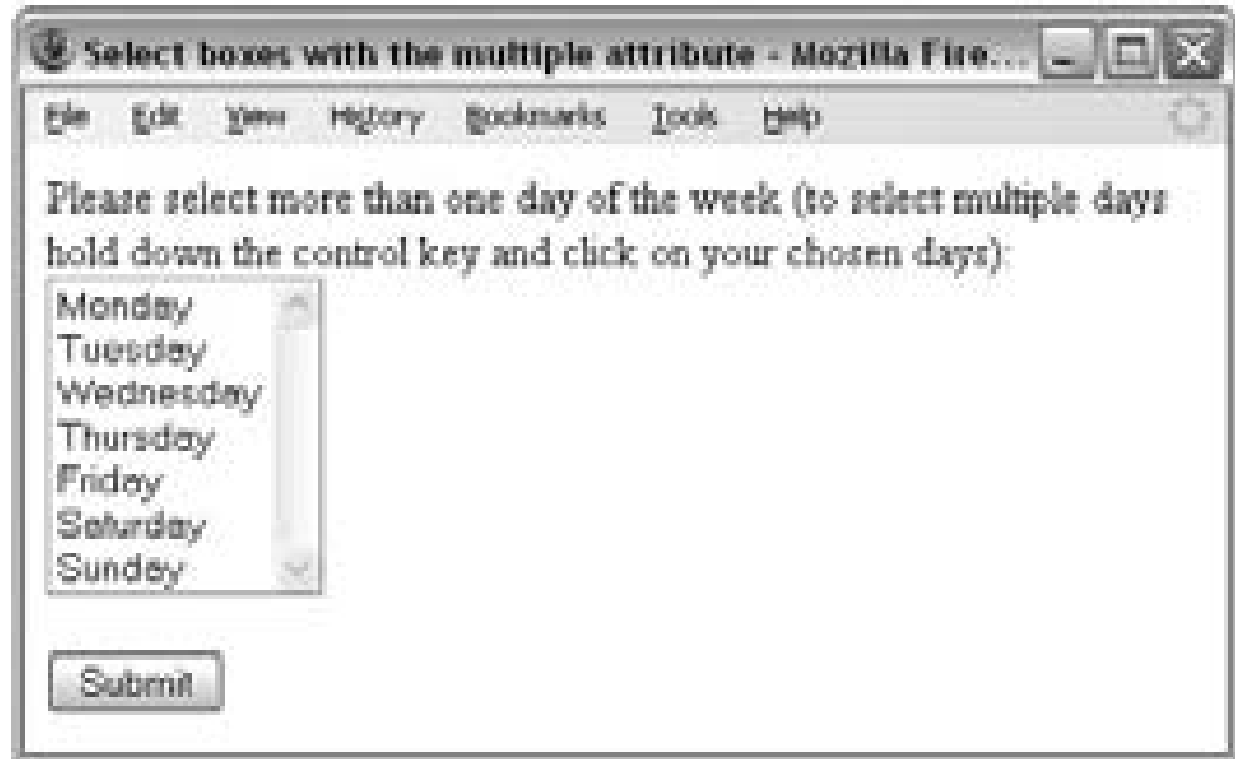 Select boxes with the multiple attribute - Mozilla Fire...
File Edit View History Bookmarks Tools Help
Please select more than one day of the week (to select multiple days
hold down the control key and click on your chosen days):
Monday
Tuesday
Wednesday
Thursday
Friday
Saturday
Sunday
Submit